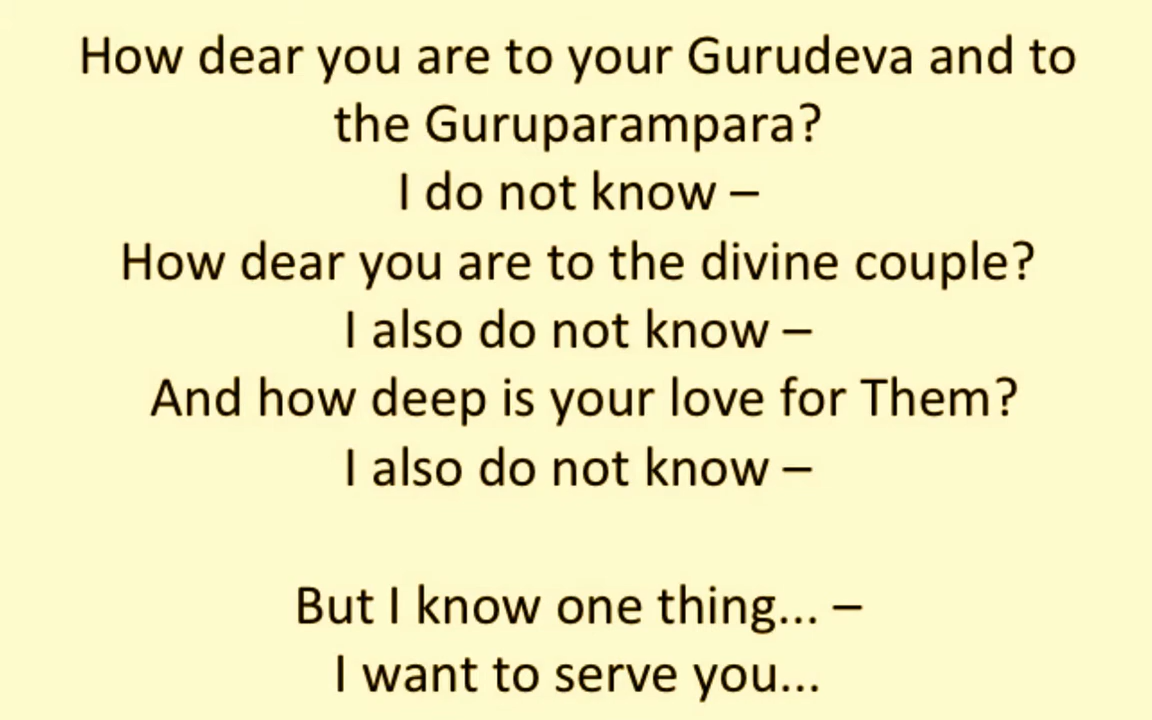 How dear you are to your Gurudeva and to
the Guruparampara?
I do not know –
How dear you are to the divine couple?
I also do not know –
And how deep is your love for Them?
I also do not know –
But I know one thing... –
I want to serve you...